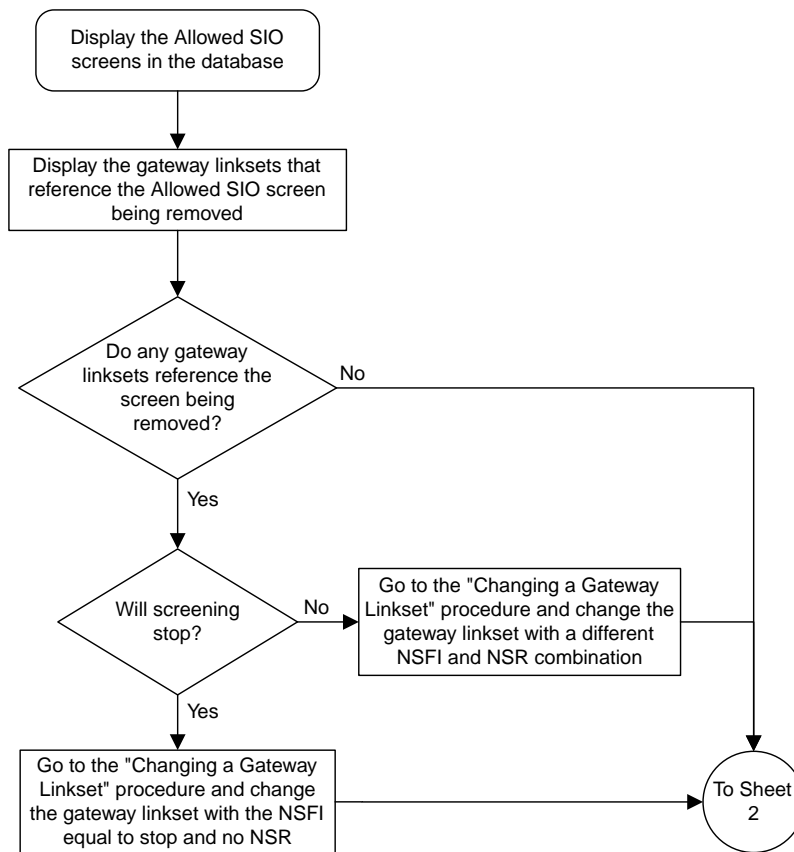 Display the Allowed SIO
screens in the database
Display the gateway linksets that
reference the Allowed SIO screen
being removed
Do any gateway
linksets reference the
screen being
removed?
No
Yes
Will screening
stop?
No
Go to the "Changing a Gateway
Linkset" procedure and change the
gateway linkset with a different
NSFI and NSR combination
Yes
Go to the "Changing a Gateway
Linkset" procedure and change
the gateway linkset with the NSFI
equal to stop and no NSR
To Sheet
2